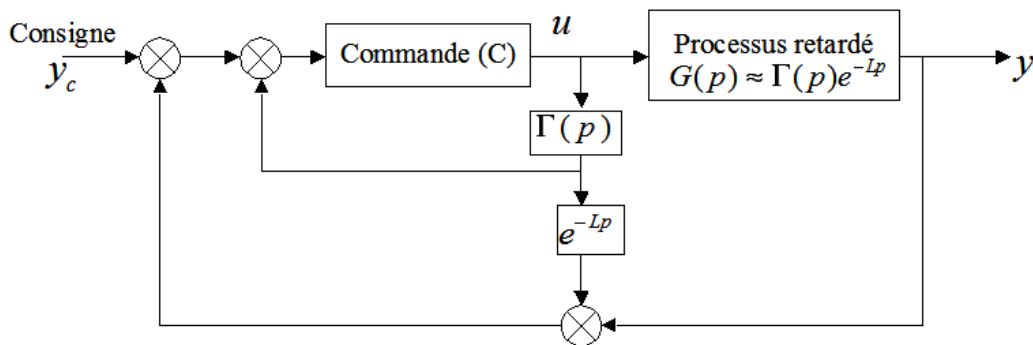 Consigne
y_c
Commande (C)
u
Processus retardé
G(p) ≈ Γ(p)e^{-Lp}
y
Γ(p)
e^{-Lp}